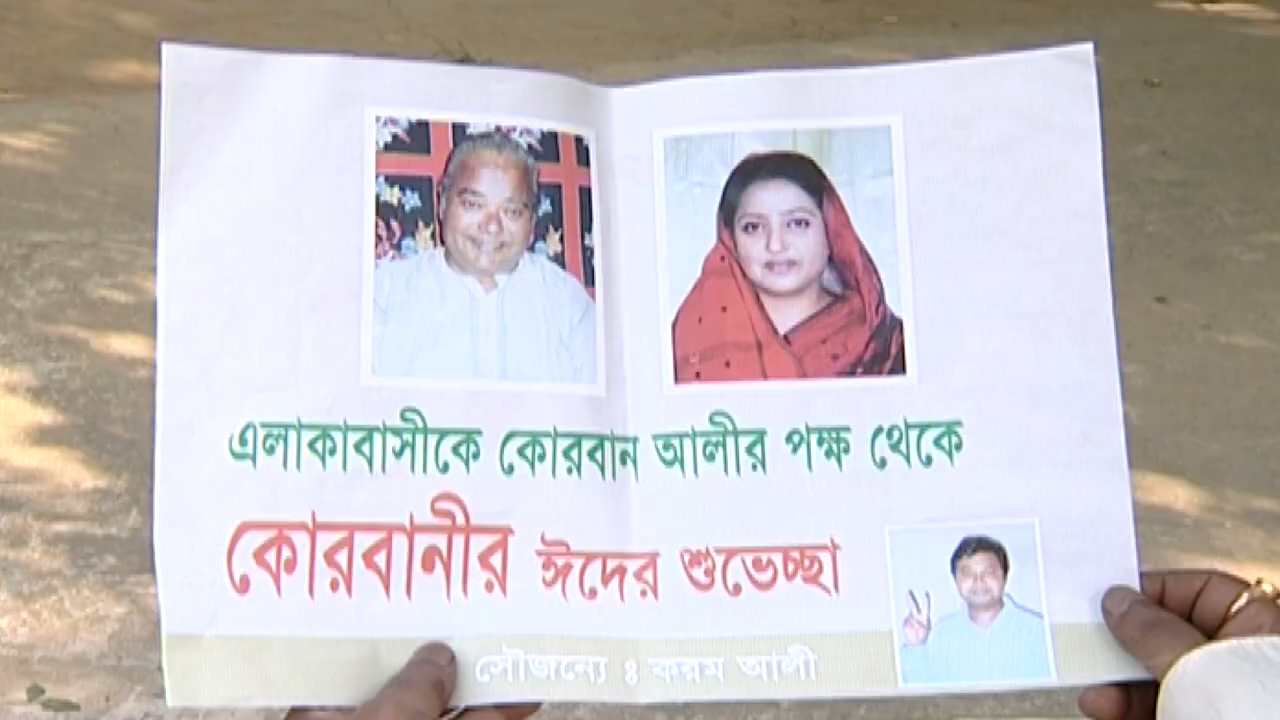 এলাকাবাসীকে কোরবান আলীর পক্ষ থেকে
কোরবানীর ঈদের শুভেচ্ছা
সৌজন্যে ঃ করম আলী